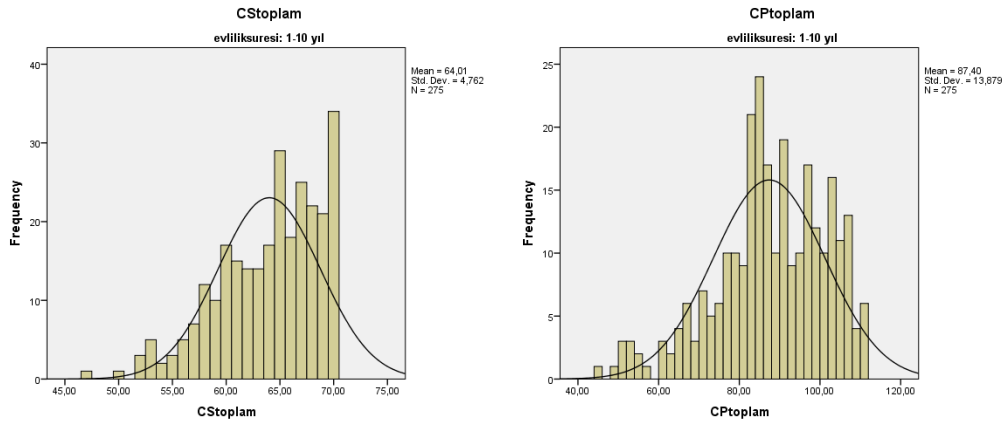 CStoplam
evliliksuresi: 1-10 yıl
Mean = 64,01
Std. Dev. = 4,762
N = 275
40
30
20
10
0
Frequency
45,00 50,00 55,00 60,00 65,00 70,00 75,00
CStoplam
CPtoplam
evliliksuresi: 1-10 yıl
Mean = 87,40
Std. Dev. = 13,879
N = 275
25
20
15
10
5
0
Frequency
40,00 60,00 80,00 100,00 120,00
CPtoplam